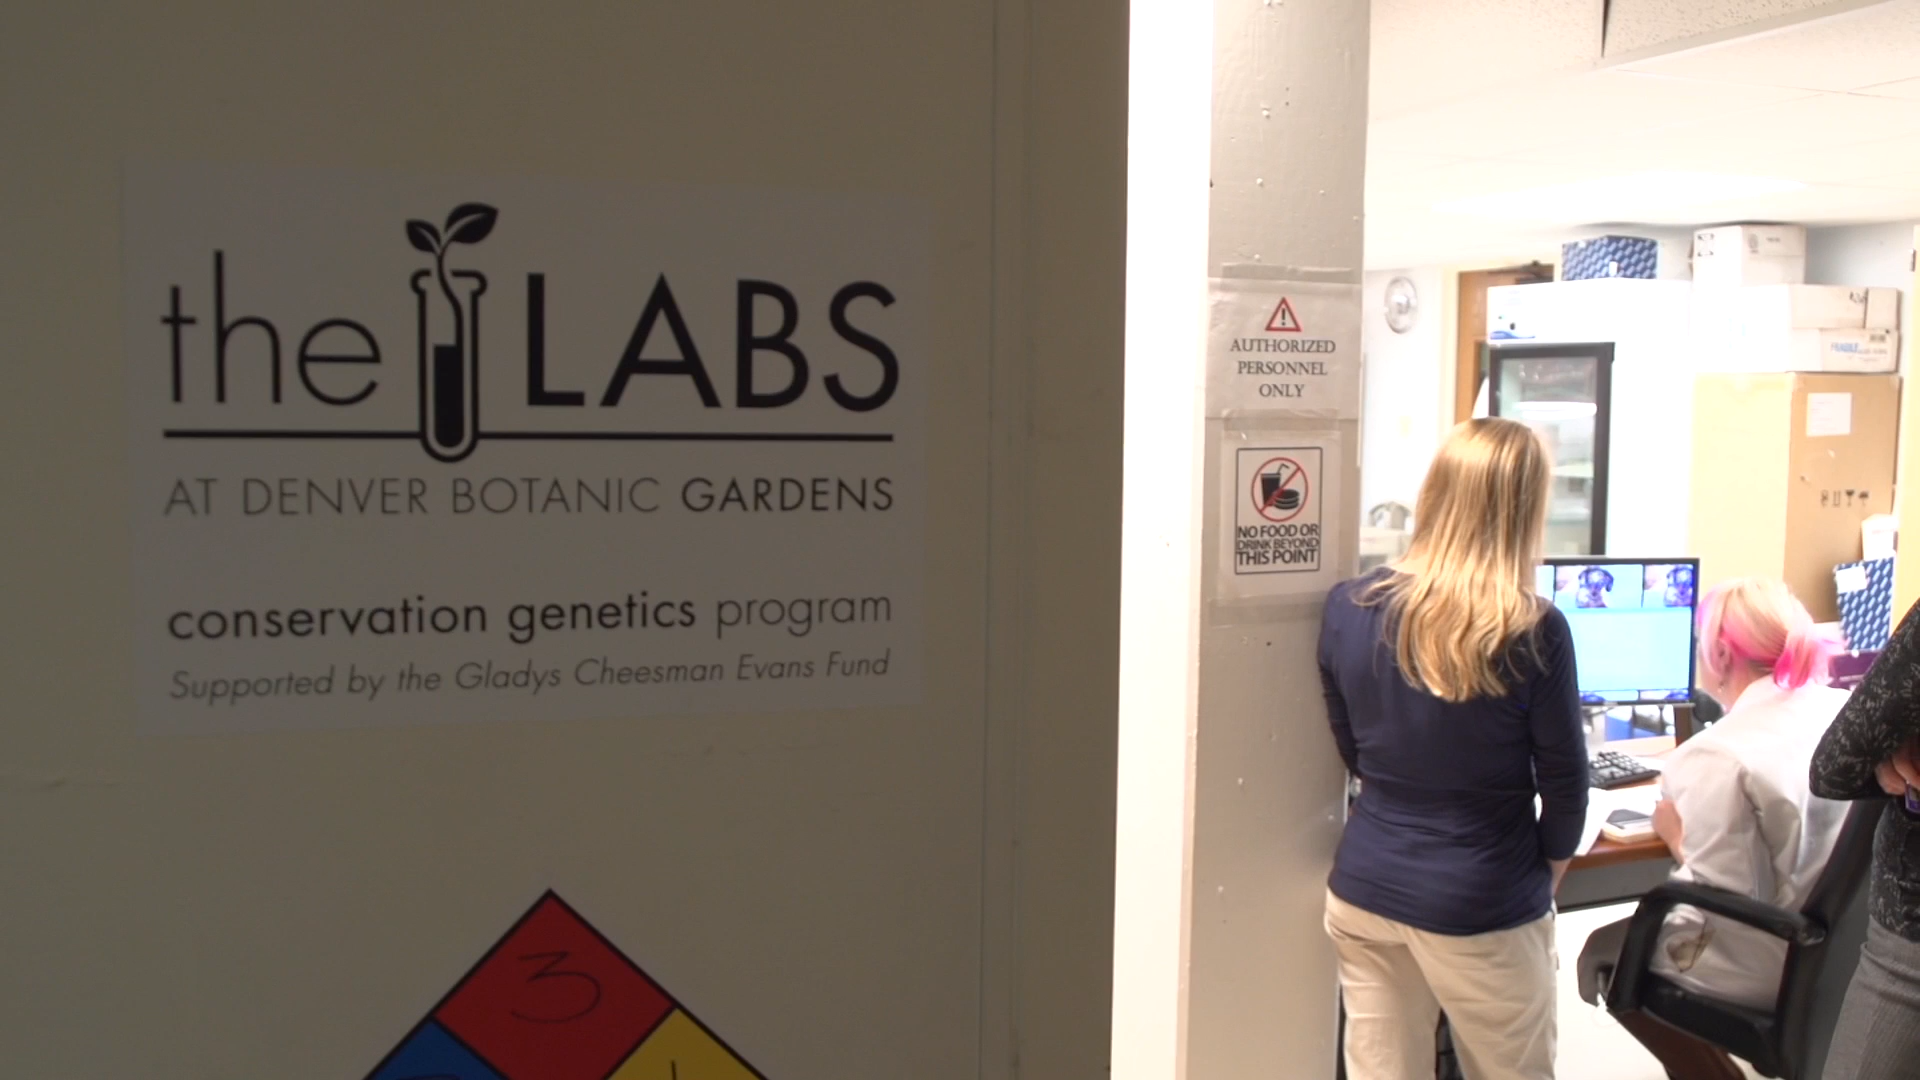 the LABS
AT DENVER BOTANIC GARDENS
conservation genetics program
Supported by the Gladys Cheesman Evans Fund
3
AUTHORIZED
PERSONNEL
ONLY
NO FOOD OR
DRINK BEYOND
THIS POINT
FRAGILE